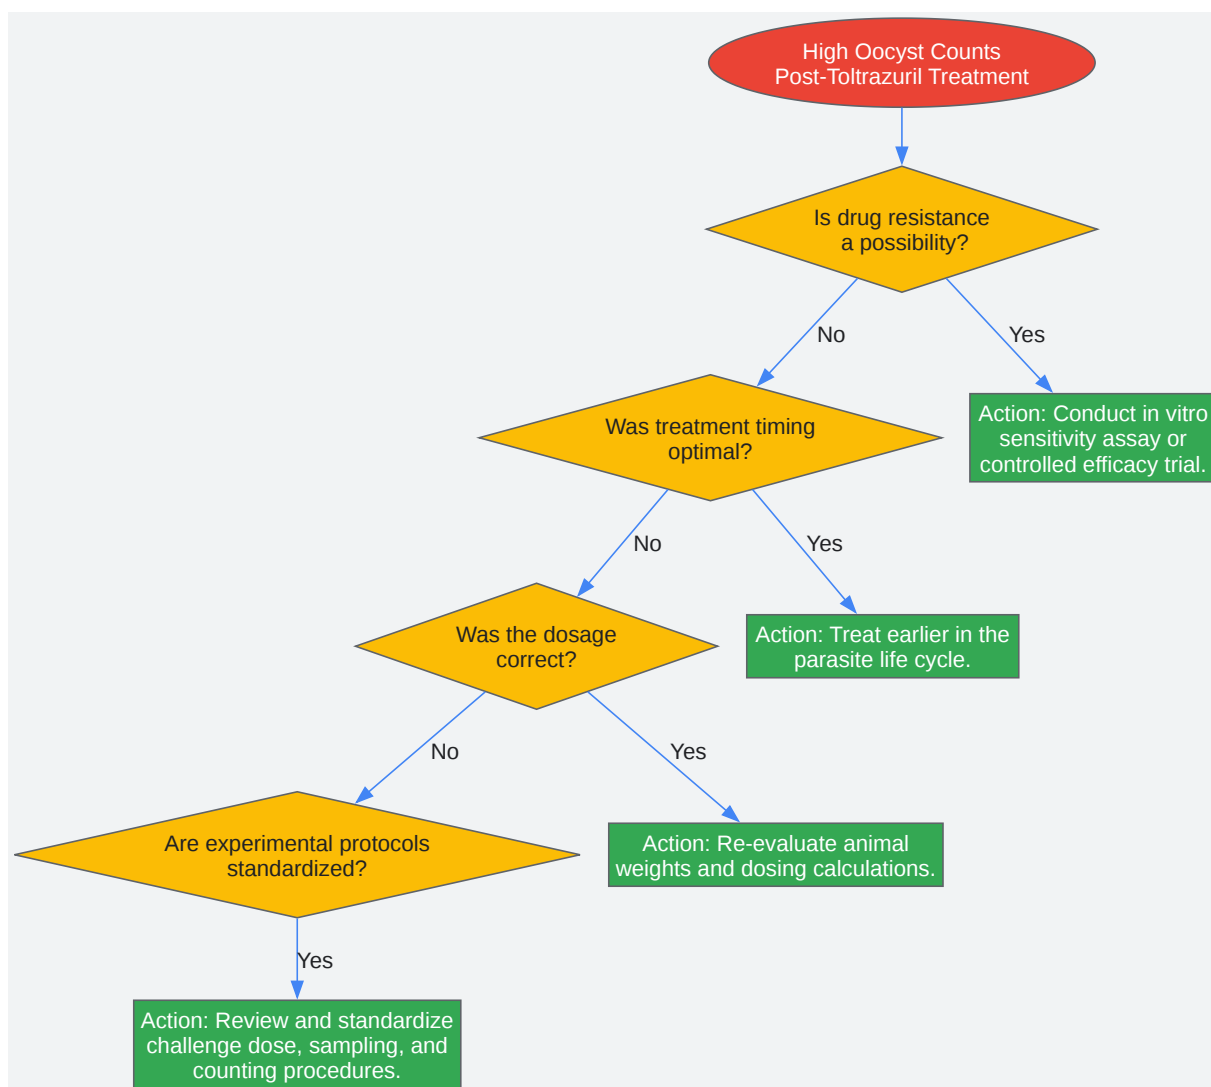 High Oocyst Counts
Post-Toltrazuril Treatment
Is drug resistance
a possibility?
No
Yes
Was treatment timing
optimal?
Action: Conduct in vitro
sensitivity assay or
controlled efficacy trial.
No
Yes
Was the dosage
correct?
Action: Treat earlier in the
parasite life cycle.
No
Yes
Are experimental protocols
standardized?
Action: Re-evaluate animal
weights and dosing calculations.
Yes
Action: Review and standardize
challenge dose, sampling, and
counting procedures.